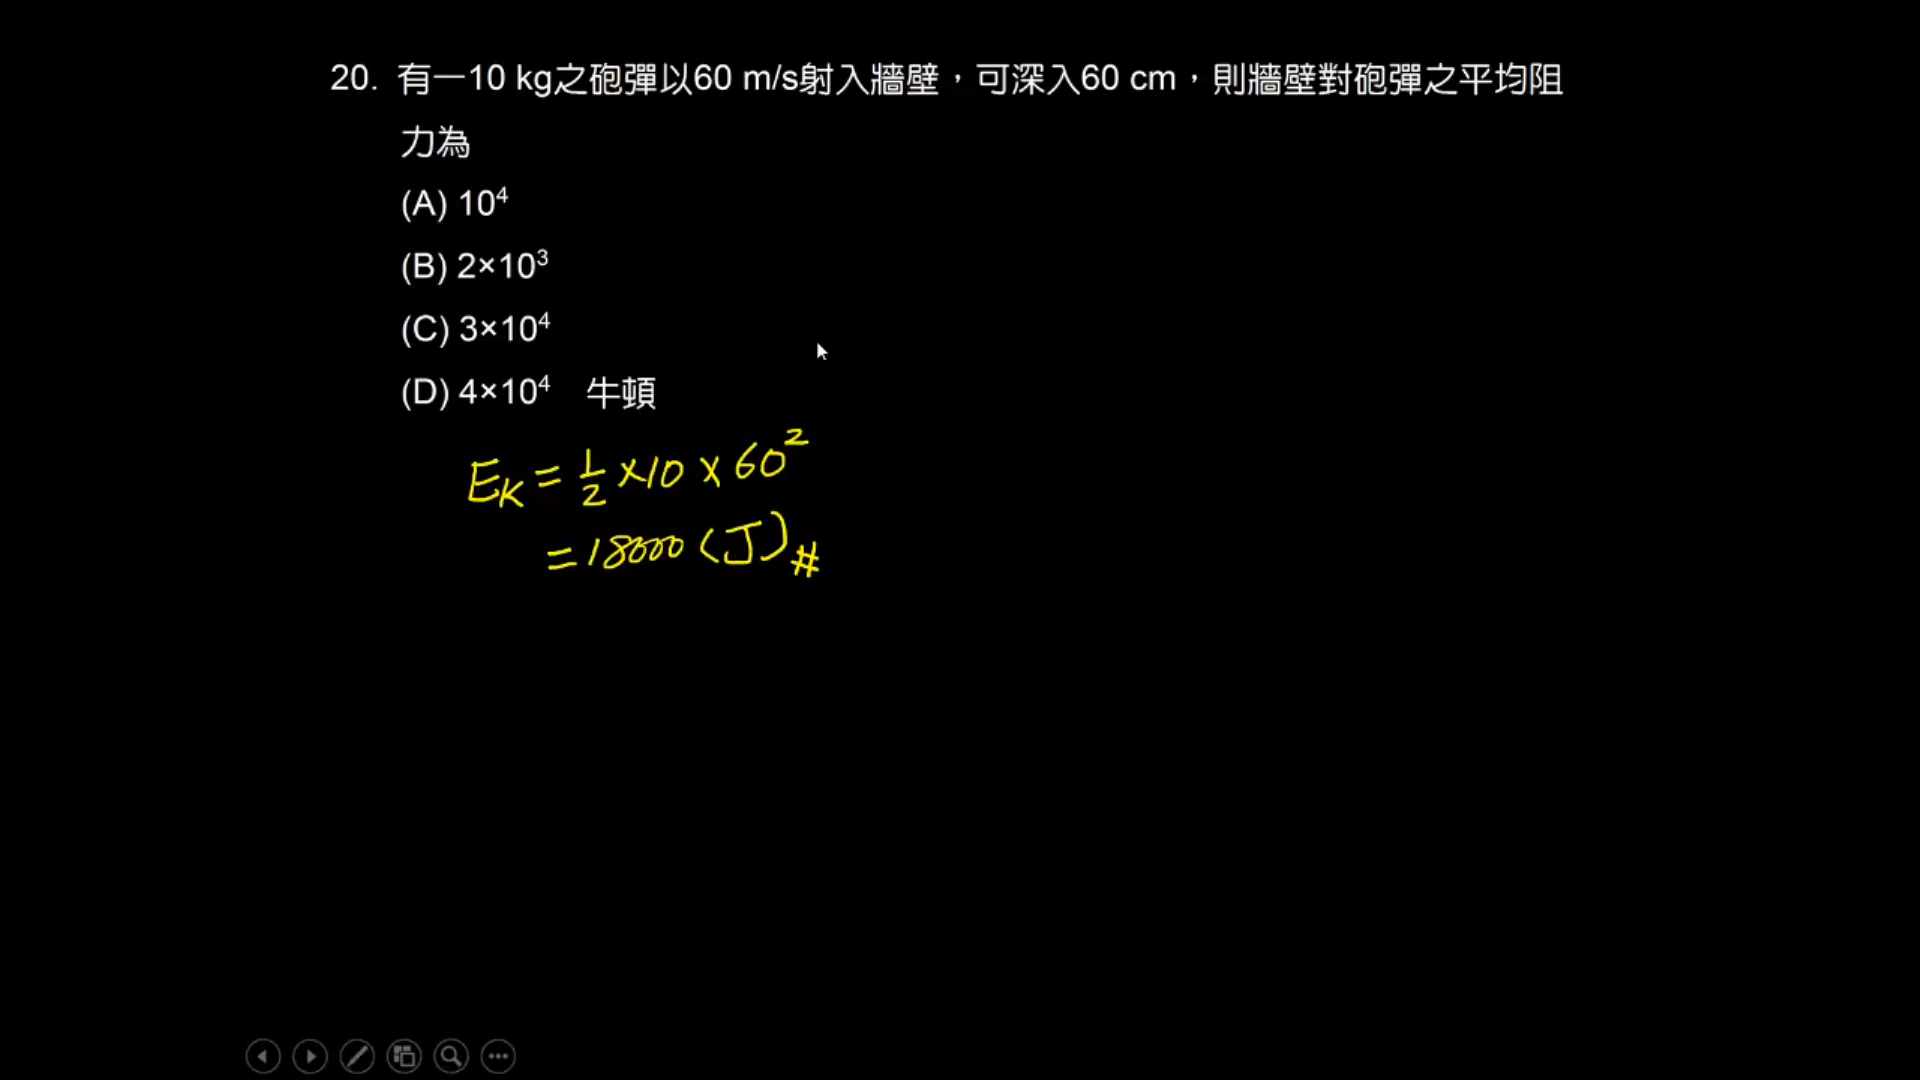 20. 有一10 kg之砲彈以60 m/s射入牆壁，可深入60 cm，則牆壁對砲彈之平均阻
力為
(A) 10⁴
(B) 2×10³
(C) 3×10⁴
(D) 4×10⁴ 牛頓
E_K = 1/2 ×10 × 60²
= 18000 (J)#